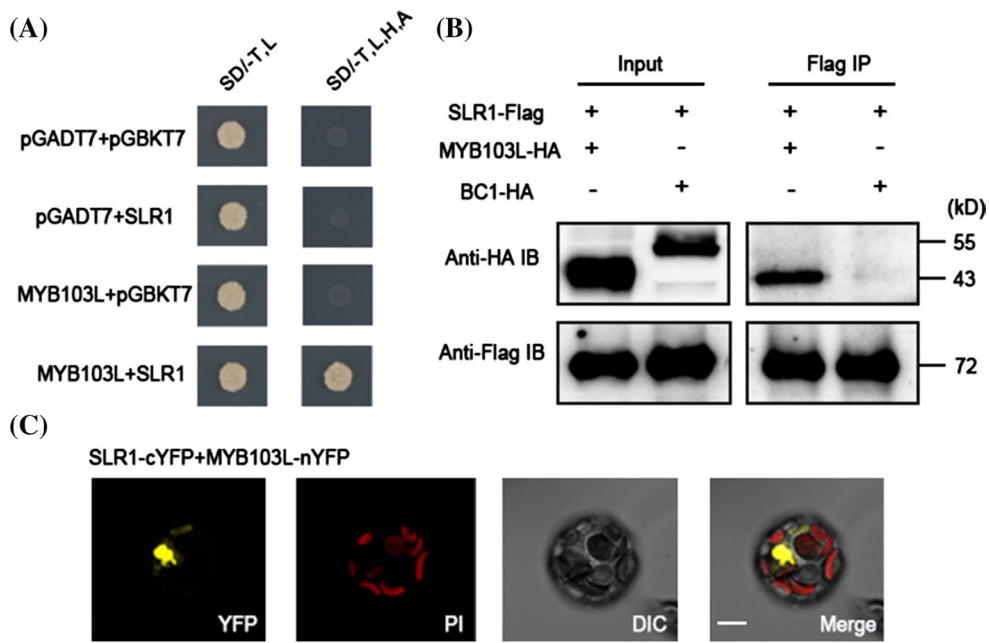 (A)
SD/-T,L
SD/-T,L,H,A
pGADT7+pGBKT7
pGADT7+SLR1
MYB103L+pGBKT7
MYB103L+SLR1
(B)
Input
Flag IP
SLR1-Flag + + + +
MYB103L-HA + - + -
BC1-HA - + - +
(kD)
Anti-HA IB
55
43
Anti-Flag IB
72
(C)
SLR1-cYFP+MYB103L-nYFP
YFP
PI
DIC
Merge